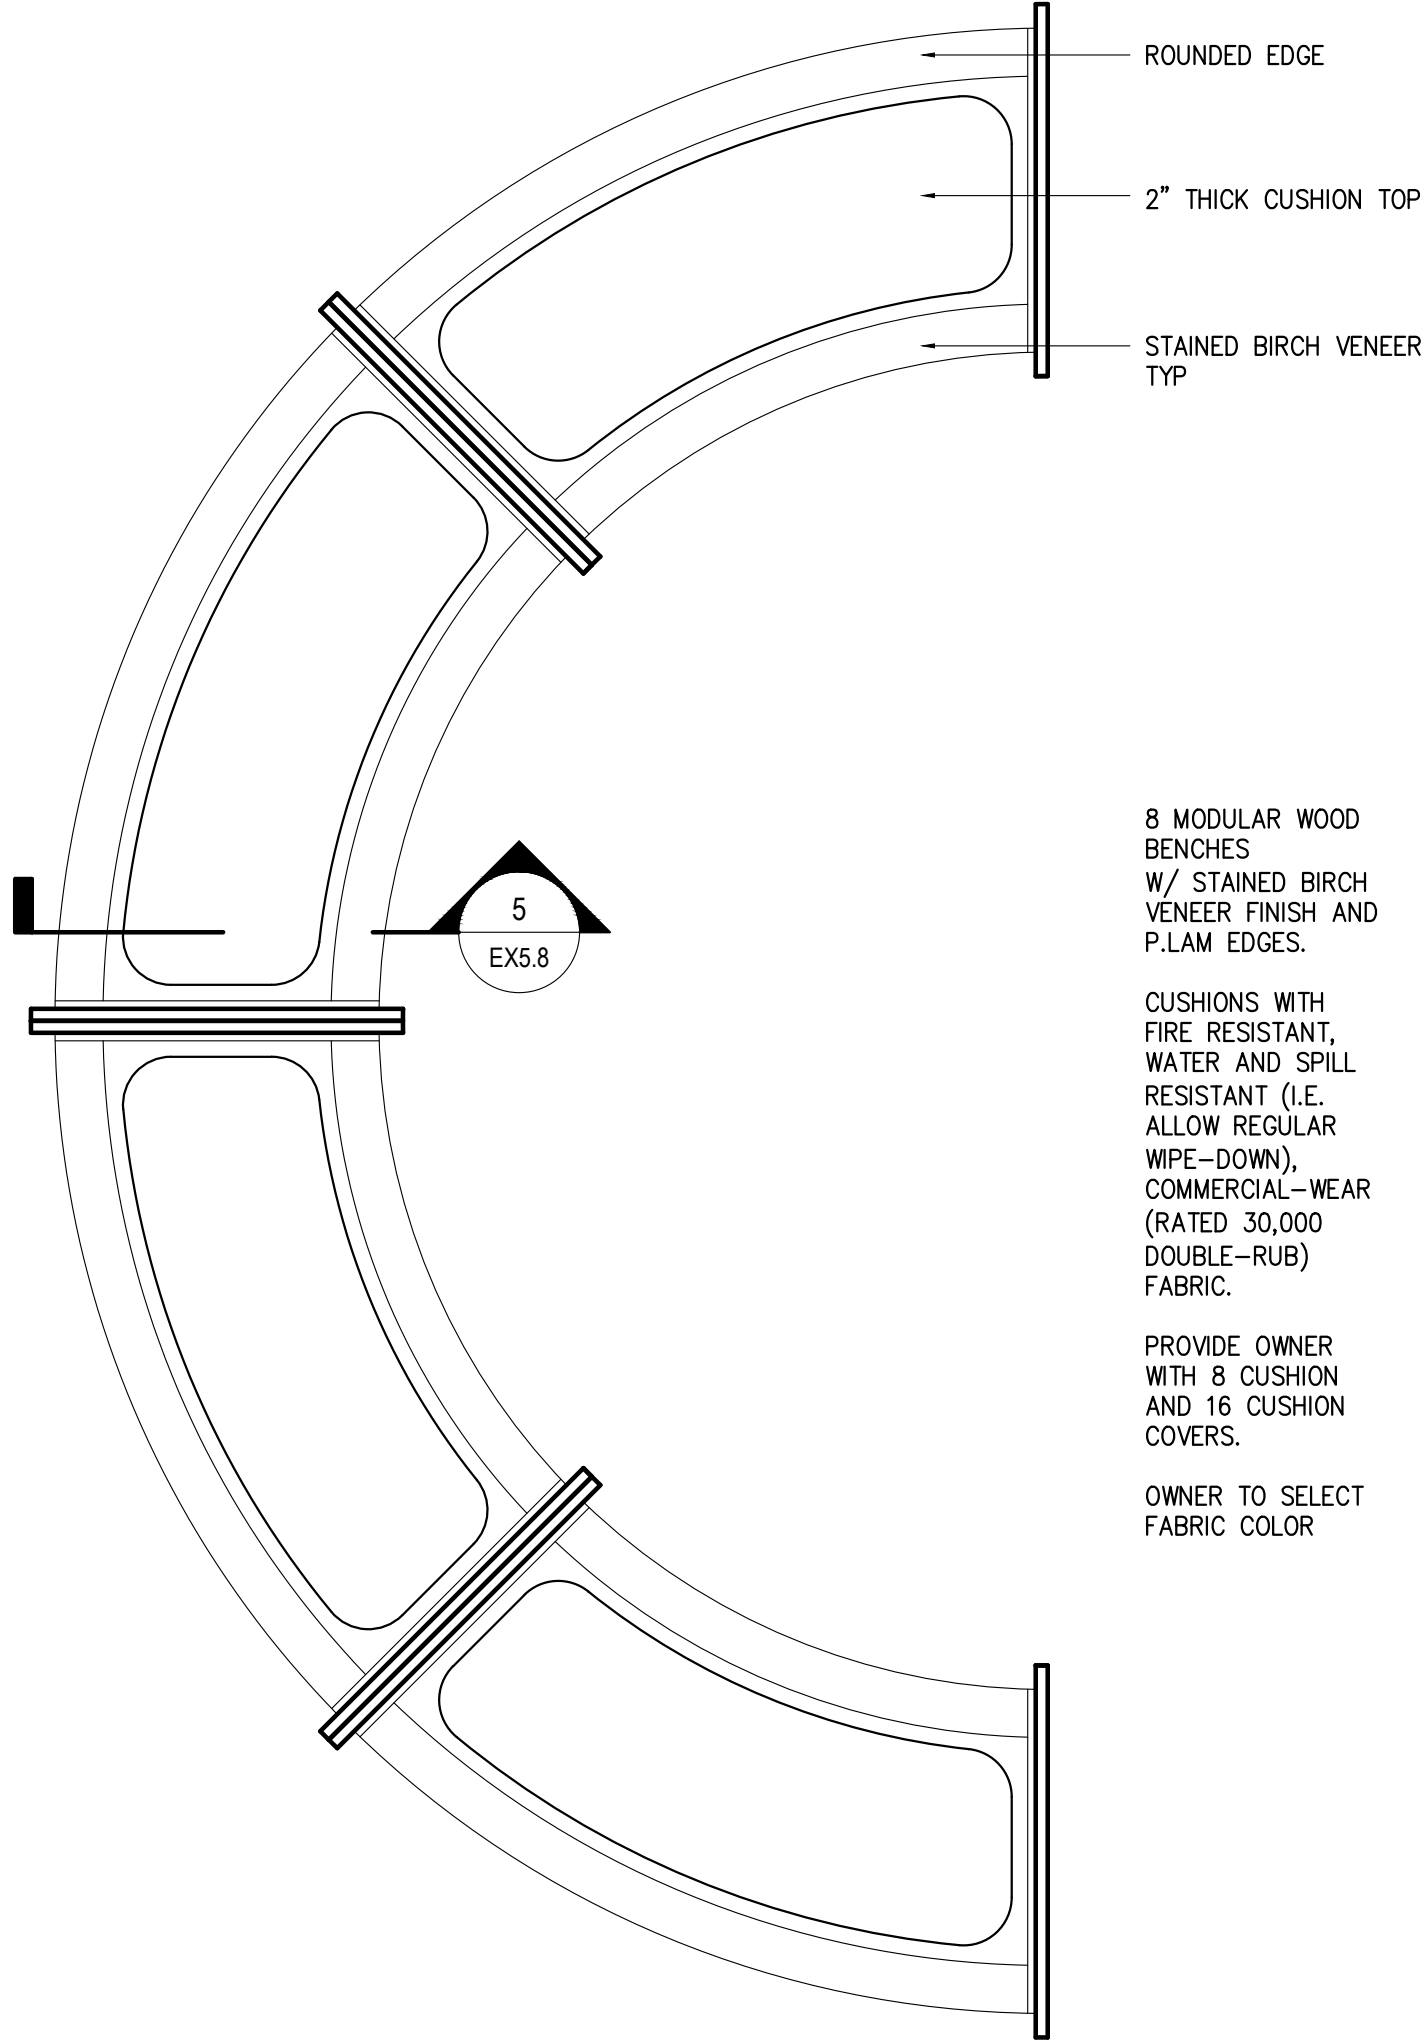 ROUNDED EDGE
2” THICK CUSHION TOP
STAINED BIRCH VENEER
TYP
5
EX5.8
8 MODULAR WOOD
BENCHES
W/ STAINED BIRCH
VENEER FINISH AND
P.LAM EDGES.
CUSHIONS WITH
FIRE RESISTANT,
WATER AND SPILL
RESISTANT (I.E.
ALLOW REGULAR
WIPE-DOWN),
COMMERCIAL-WEAR
(RATED 30,000
DOUBLE-RUB)
FABRIC.
PROVIDE OWNER
WITH 8 CUSHION
AND 16 CUSHION
COVERS.
OWNER TO SELECT
FABRIC COLOR